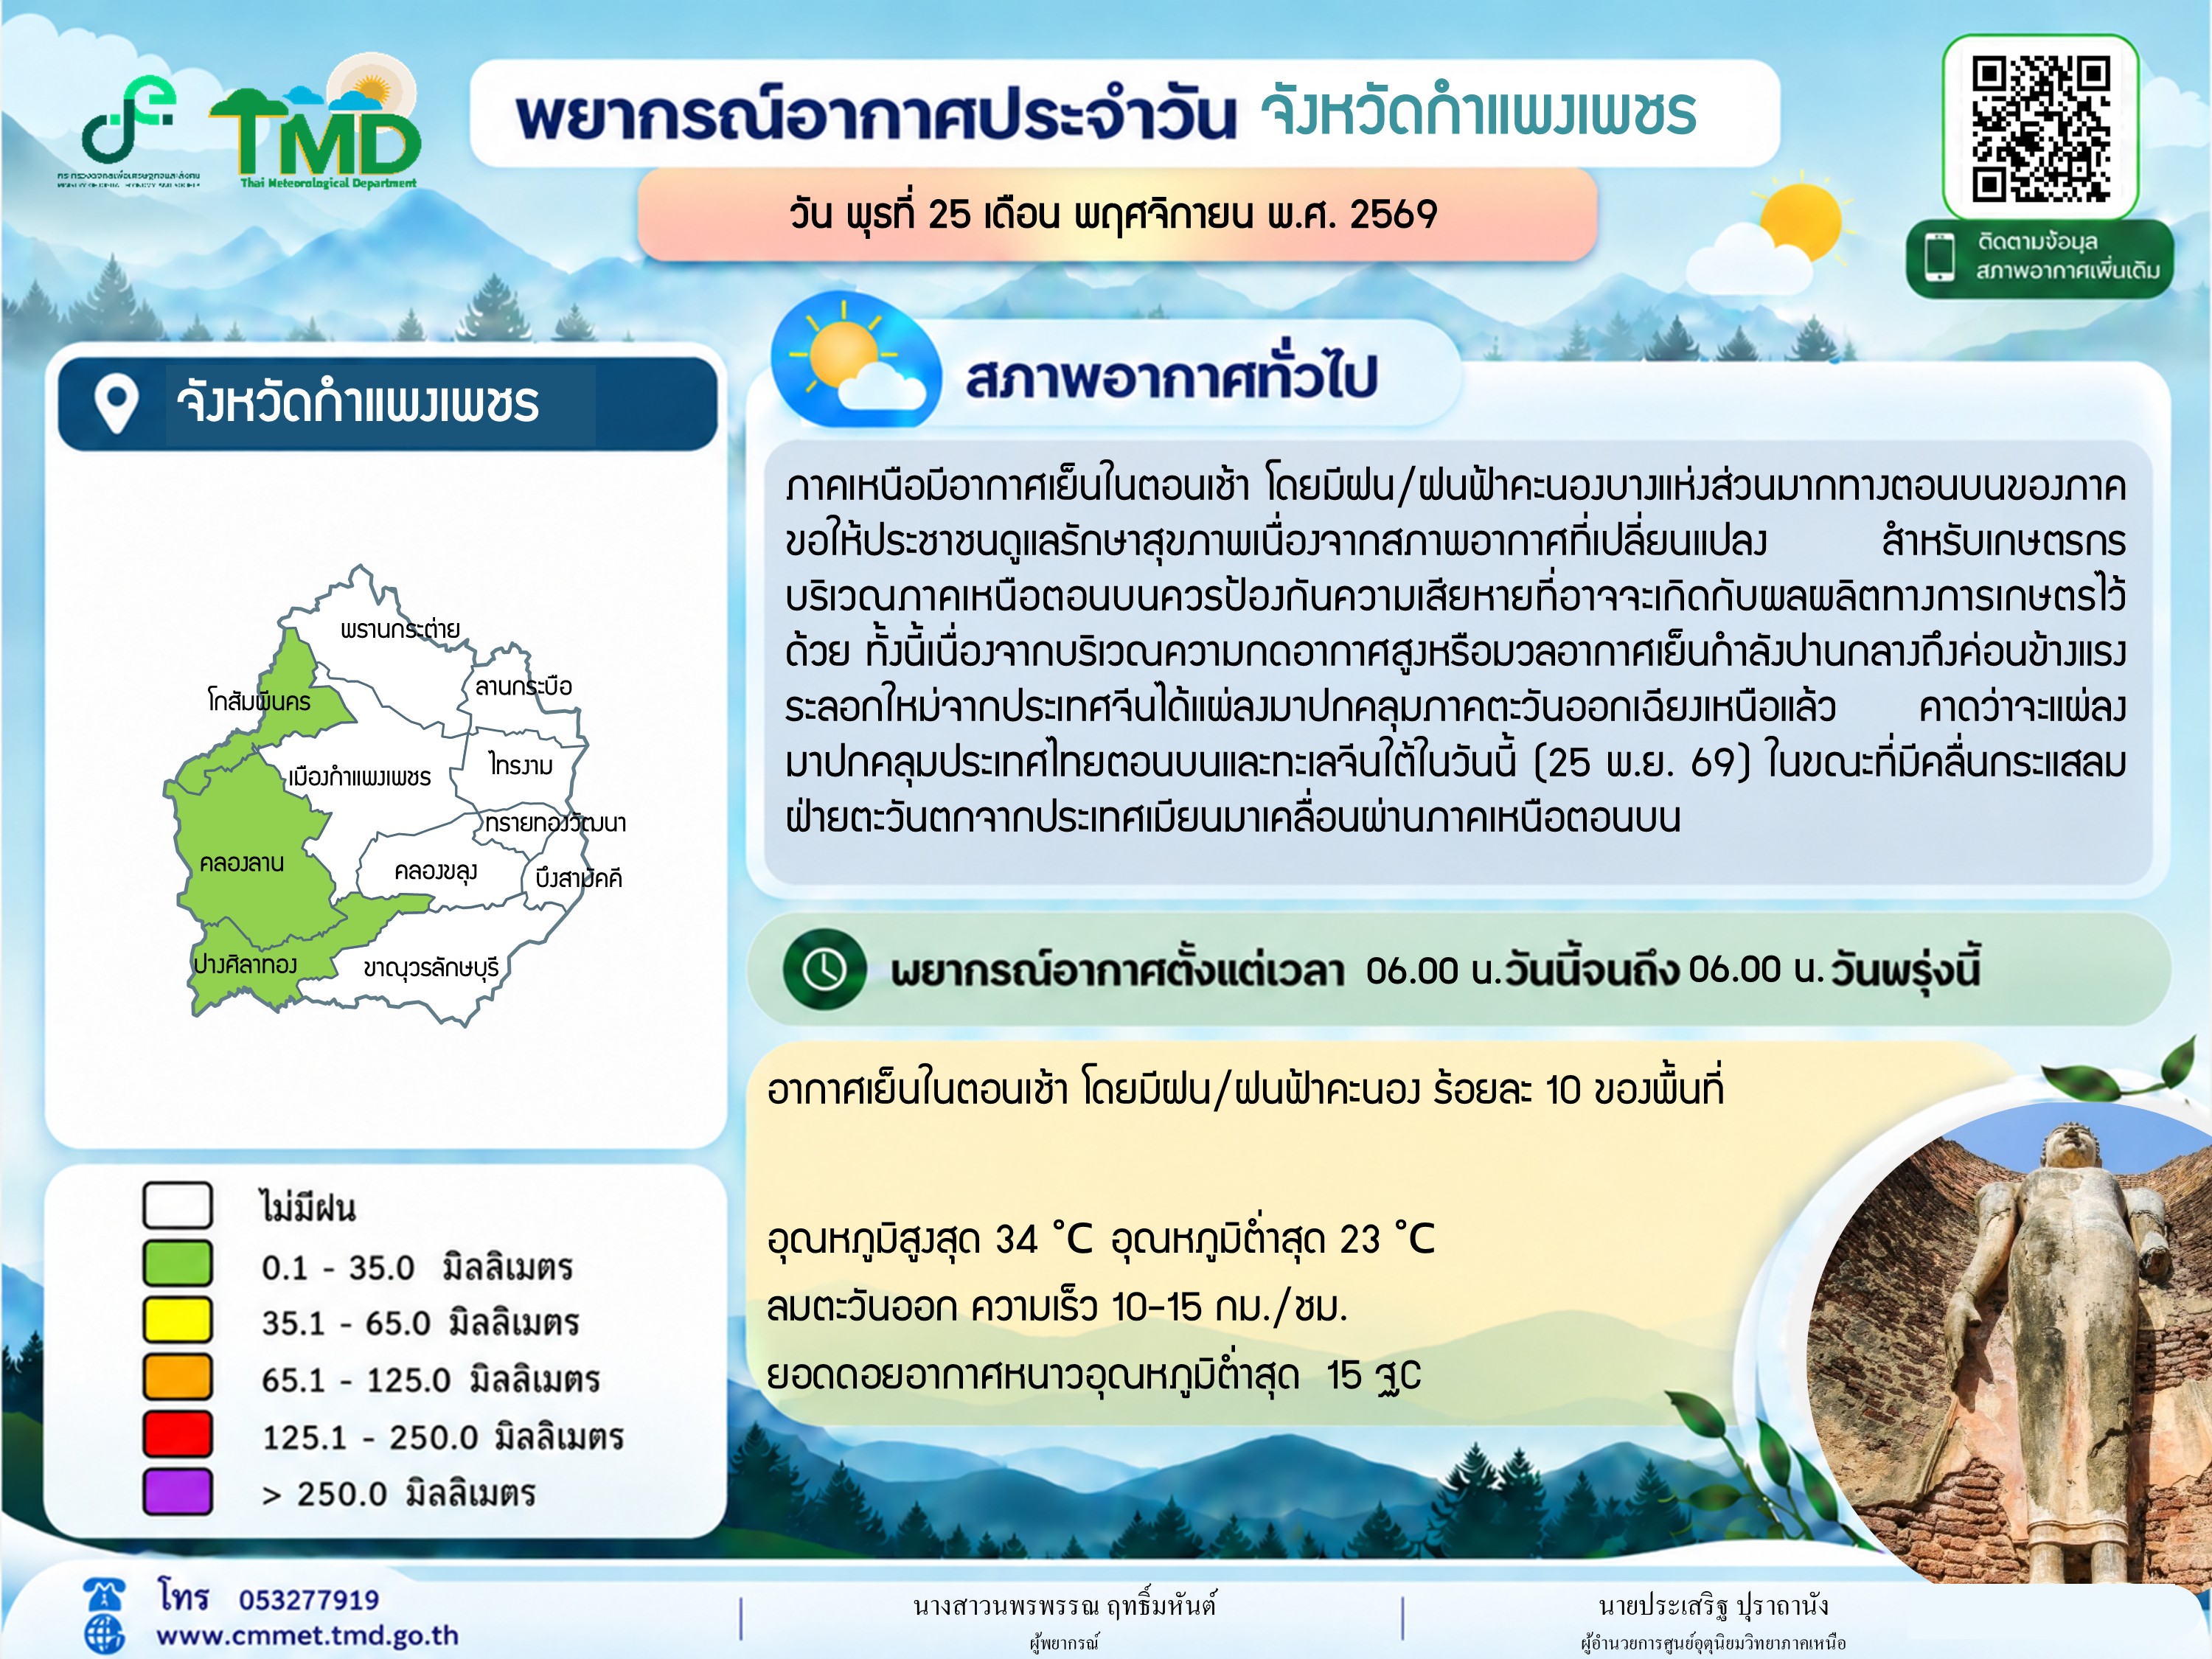 TMD
Thai Meteorological Department
พยากรณ์อากาศประจำวัน จังหวัดกำแพงเพชร
วัน พุธที่ 25 เดือน พฤศจิกายน พ.ศ. 2569
ติดตามข้อมูล
สภาพอากาศเพิ่มเติม
จังหวัดกำแพงเพชร
พรานกระต่าย
ลานกระบือ
โกสัมพีนคร
ไทรงาม
เมืองกำแพงเพชร
ทรายทองวัฒนา
คลองลาน
คลองขลุง
บึงสามัคคี
ปางศิลาทอง
ขาณุวรลักษบุรี
ไม่มีฝน
0.1 - 35.0 มิลลิเมตร
35.1 - 65.0 มิลลิเมตร
65.1 - 125.0 มิลลิเมตร
125.1 - 250.0 มิลลิเมตร
> 250.0 มิลลิเมตร
สภาพอากาศทั่วไป
ภาคเหนือมีอากาศเย็นในตอนเช้า โดยมีฝน/ฝนฟ้าคะนองบางแห่งส่วนมากทางตอนบนของภาค
ขอให้ประชาชนดูแลรักษาสุขภาพเนื่องจากสภาพอากาศที่เปลี่ยนแปลง สำหรับเกษตรกร
บริเวณภาคเหนือตอนบนควรป้องกันความเสียหายที่อาจจะเกิดกับผลผลิตทางการเกษตรไว้
ด้วย ทั้งนี้เนื่องจากบริเวณความกดอากาศสูงหรือมวลอากาศเย็นกำลังปานกลางถึงค่อนข้างแรง
ระลอกใหม่จากประเทศจีนได้แผ่ลงมาปกคลุมภาคตะวันออกเฉียงเหนือแล้ว คาดว่าจะแผ่ลง
มาปกคลุมประเทศไทยตอนบนและทะเลจีนใต้ในวันนี้ (25 พ.ย. 69) ในขณะที่มีคลื่นกระแสลม
ฝ่ายตะวันตกจากประเทศเมียนมาเคลื่อนผ่านภาคเหนือตอนบน
พยากรณ์อากาศตั้งแต่เวลา 06.00 น. วันนี้จนถึง 06.00 น. วันพรุ่งนี้
อากาศเย็นในตอนเช้า โดยมีฝน/ฝนฟ้าคะนอง ร้อยละ 10 ของพื้นที่
อุณหภูมิสูงสุด 34 °C อุณหภูมิต่ำสุด 23 °C
ลมตะวันออก ความเร็ว 10-15 กม./ชม.
ยอดดอยอากาศหนาวอุณหภูมิต่ำสุด 15 ฐC
โทร 053277919
www.cmmet.tmd.go.th
นางสาวนพรพรรณ ฤทธิ์มหันต์
ผู้พยากรณ์
นายประเสริฐ ปุราถานัง
ผู้อำนวยการศูนย์อุตุนิยมวิทยาภาคเหนือ